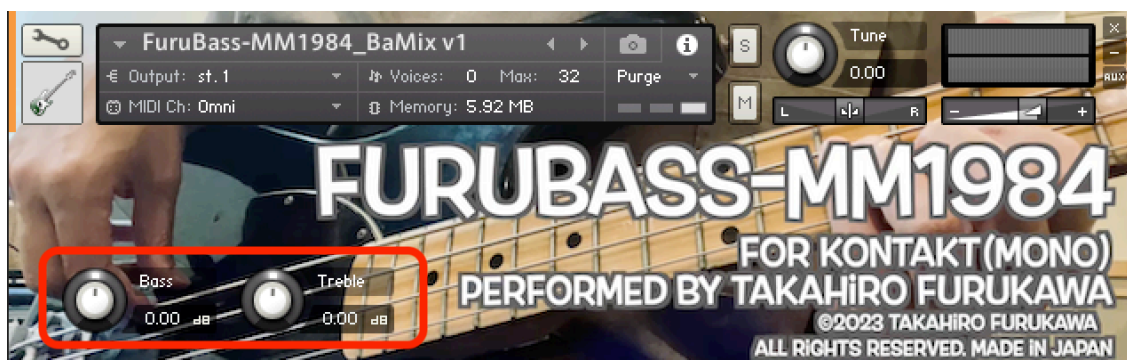 FuruBass-MM1984_BaMix v1
Output: st. 1
Voices: 0 Max: 32
Purge
MIDI Ch: Omni
Memory: 5.92 MB
S
M
Tune
0.00
L R
- +
×
-
AUX
FURUBASS-MM1984
FOR KONTAKT(MONO)
PERFORMED BY TAKAHiRO FURUKAWA
©2023 TAKAHiRO FURUKAWA
ALL RiGHTS RESERVED. MADE iN JAPAN
Bass
0.00 dB
Treble
0.00 dB